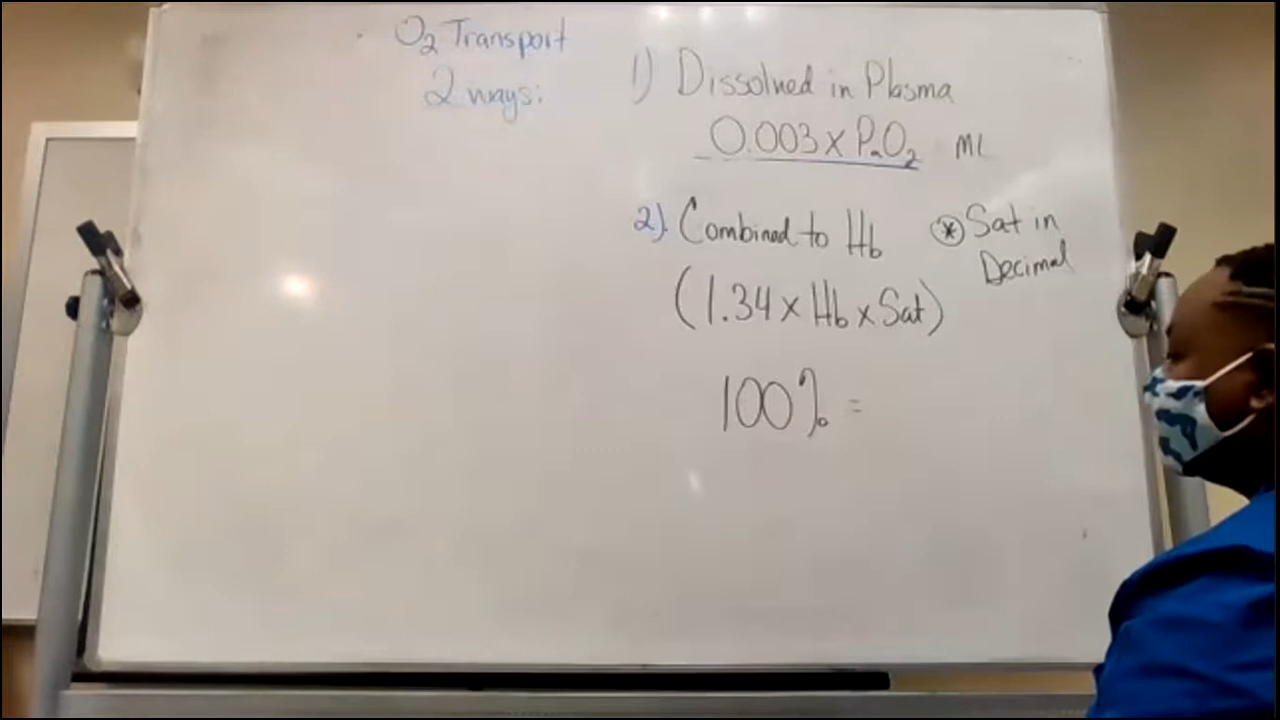 O2 Transport
2 ways:
1) Dissolved in Plasma
0.003 x PaO2 ML
2). Combined to Hb
(1.34 x Hb x Sat)
* Sat in
Decimal
100% =